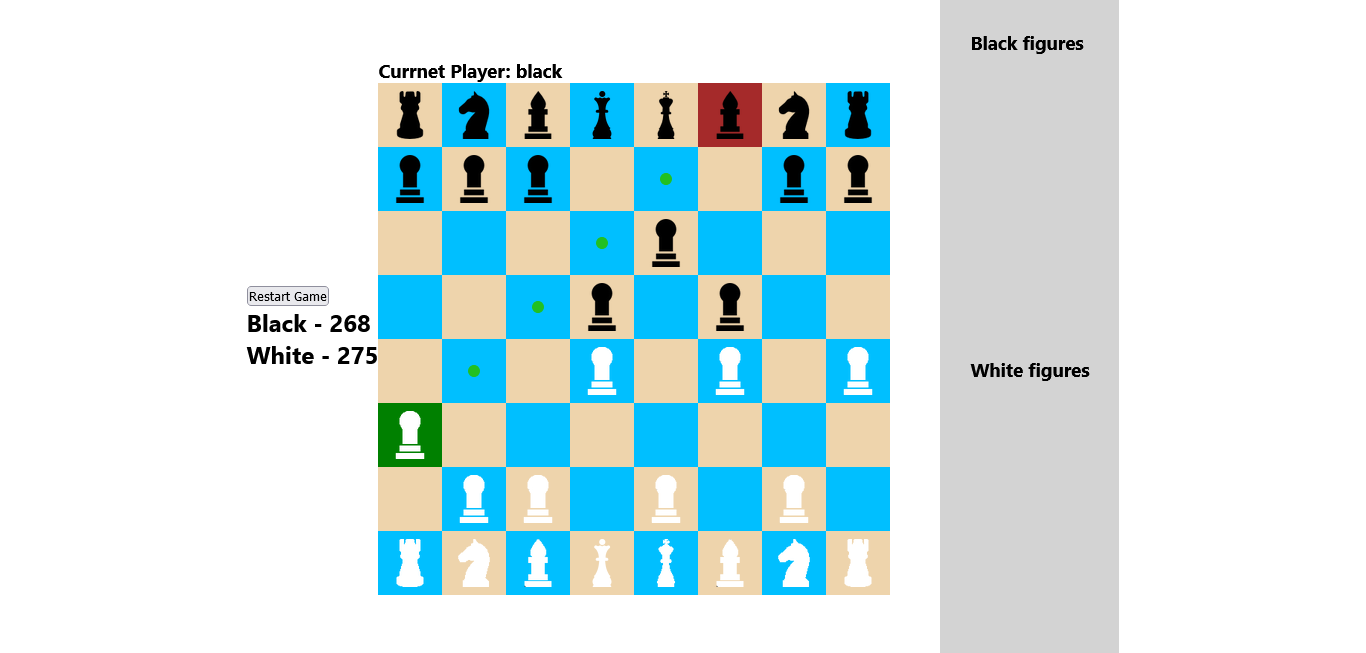 Currnet Player: black
Restart Game
Black - 268
White - 275
Black figures
White figures